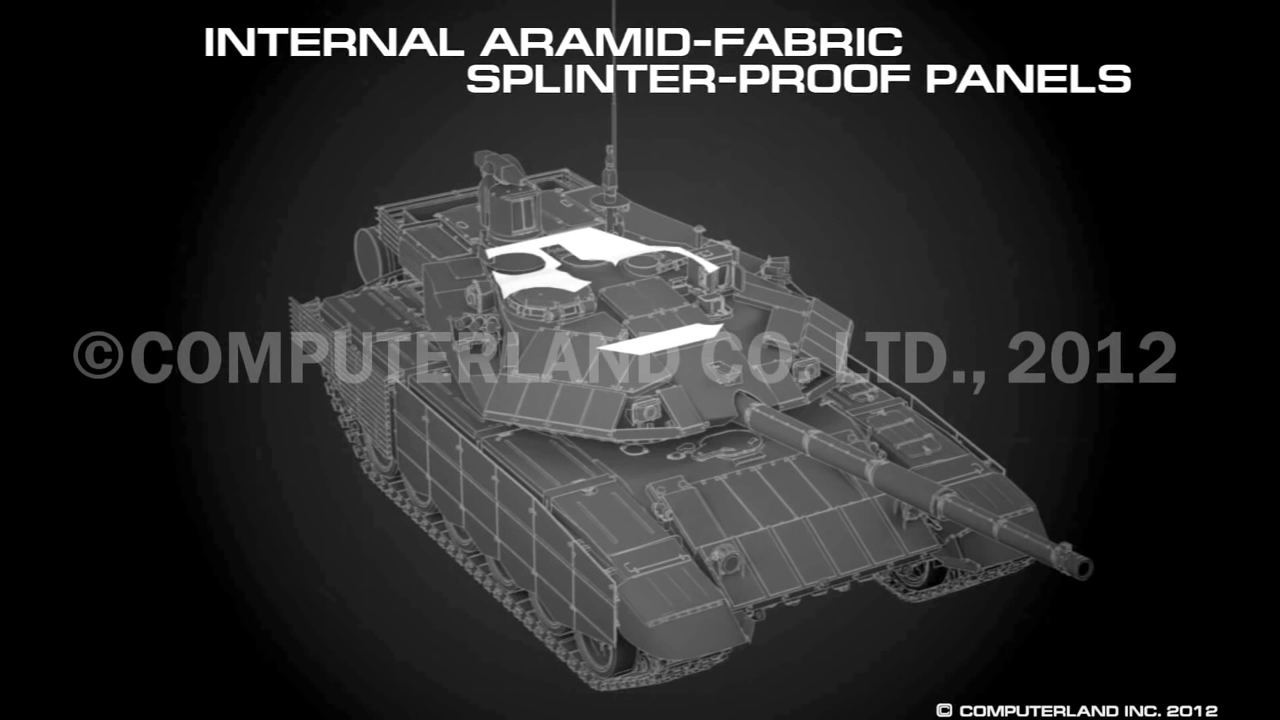 INTERNAL ARAMID-FABRIC
SPLINTER-PROOF PANELS
©COMPUTERLAND CO. LTD., 2012
© COMPUTERLAND INC. 2012